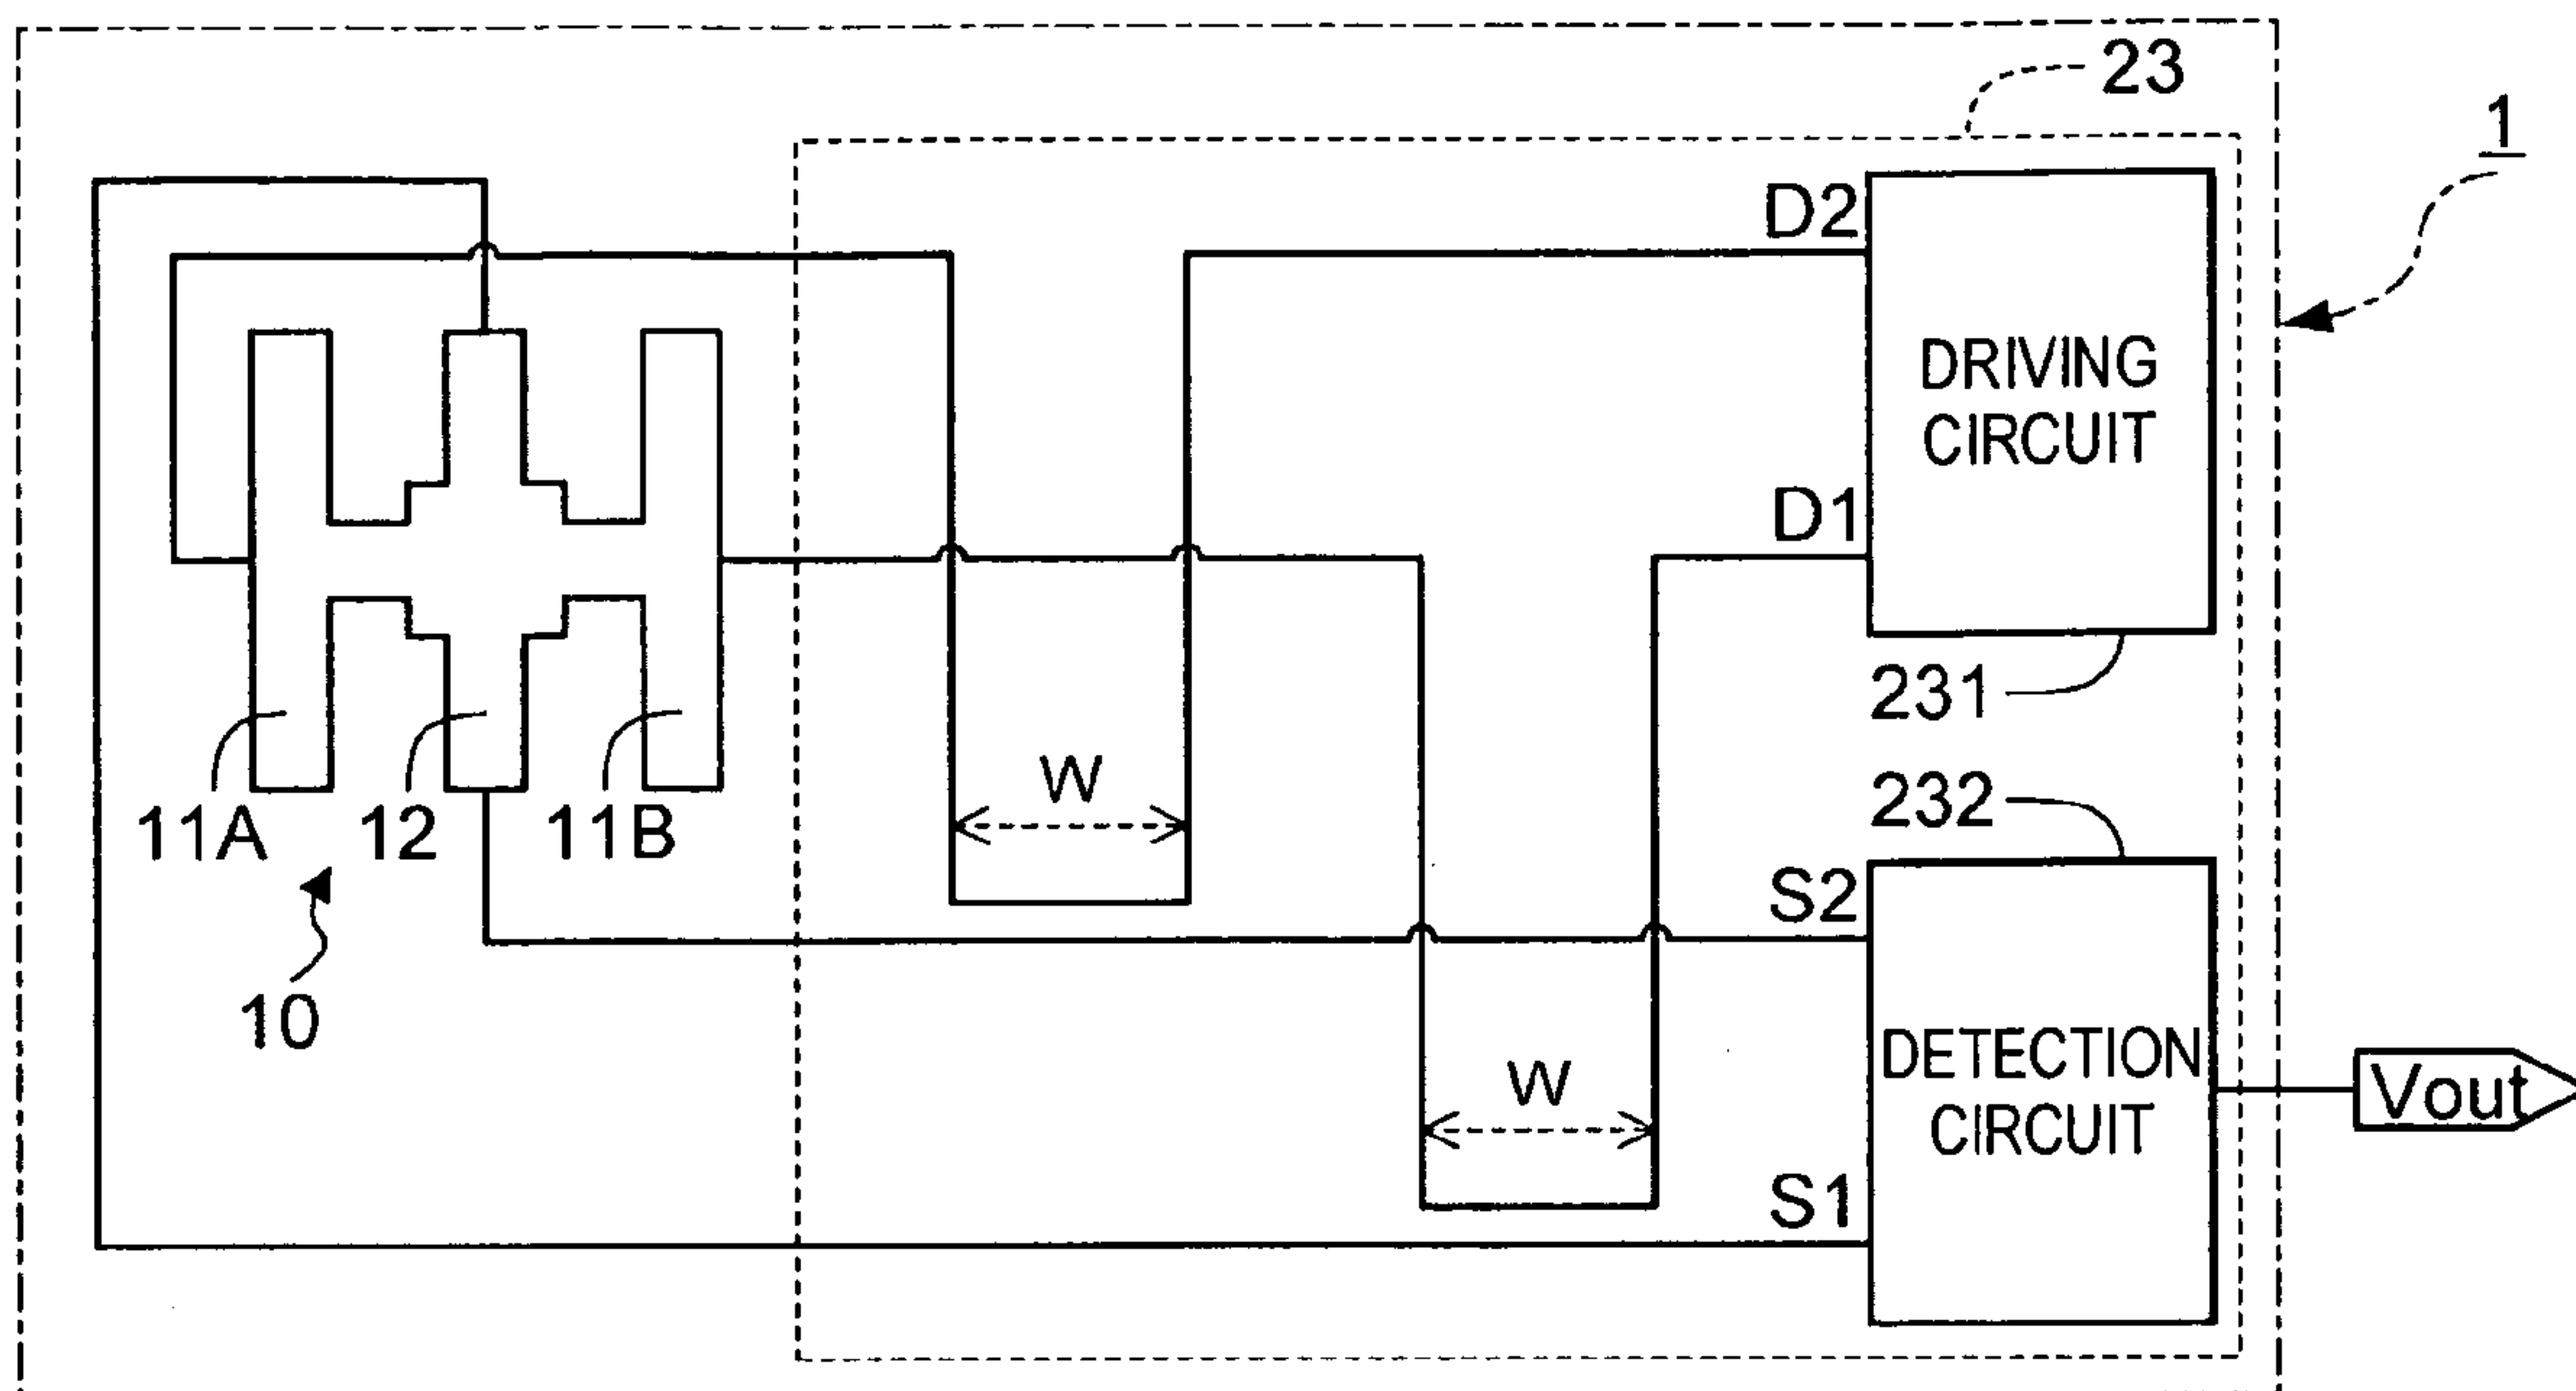 23
1
D2
DRIVING
CIRCUIT
D1
231
W
11A
12
11B
232
S2
10
DETECTION
CIRCUIT
W
Vout
S1